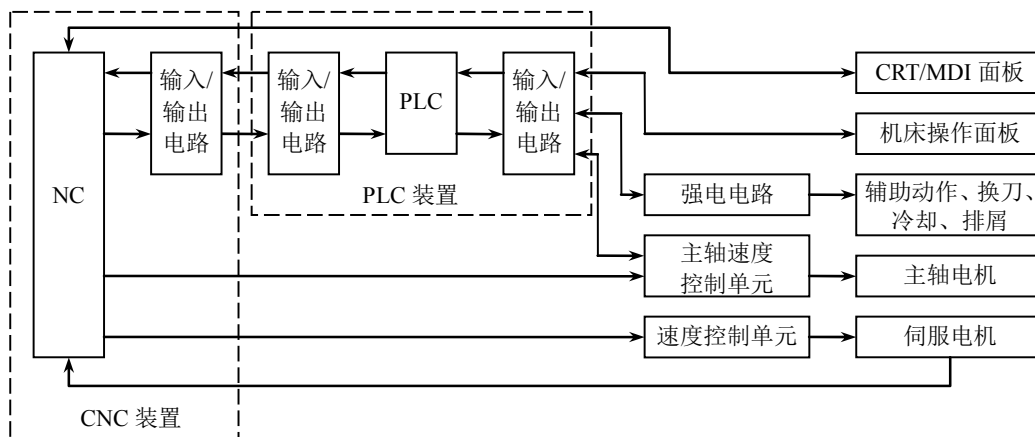 NC
输入/
输出
电路
输入/
输出
电路
PLC
输入/
输出
电路
PLC 装置
CNC 装置
CRT/MDI 面板
机床操作面板
强电电路
辅助动作、换刀、
冷却、排屑
主轴速度
控制单元
主轴电机
速度控制单元
伺服电机